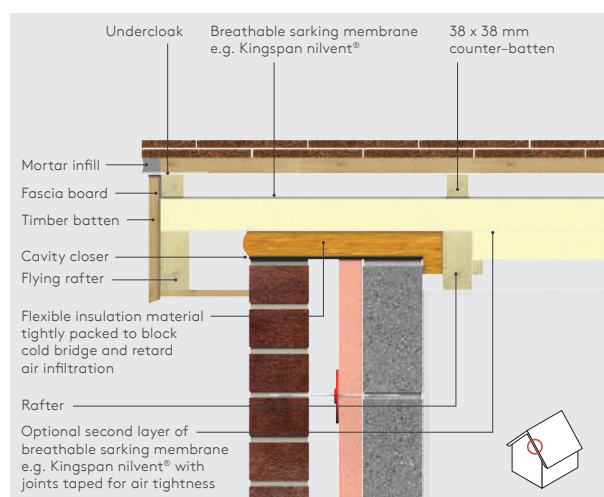 Undercloak
Breathable sarking membrane
e.g. Kingspan nilvent®
38 x 38 mm
counter–batten
Mortar infill
Fascia board
Timber batten
Cavity closer
Flying rafter
Flexible insulation material
tightly packed to block
cold bridge and retard
air infiltration
Rafter
Optional second layer of
breathable sarking membrane
e.g. Kingspan nilvent® with
joints taped for air tightness